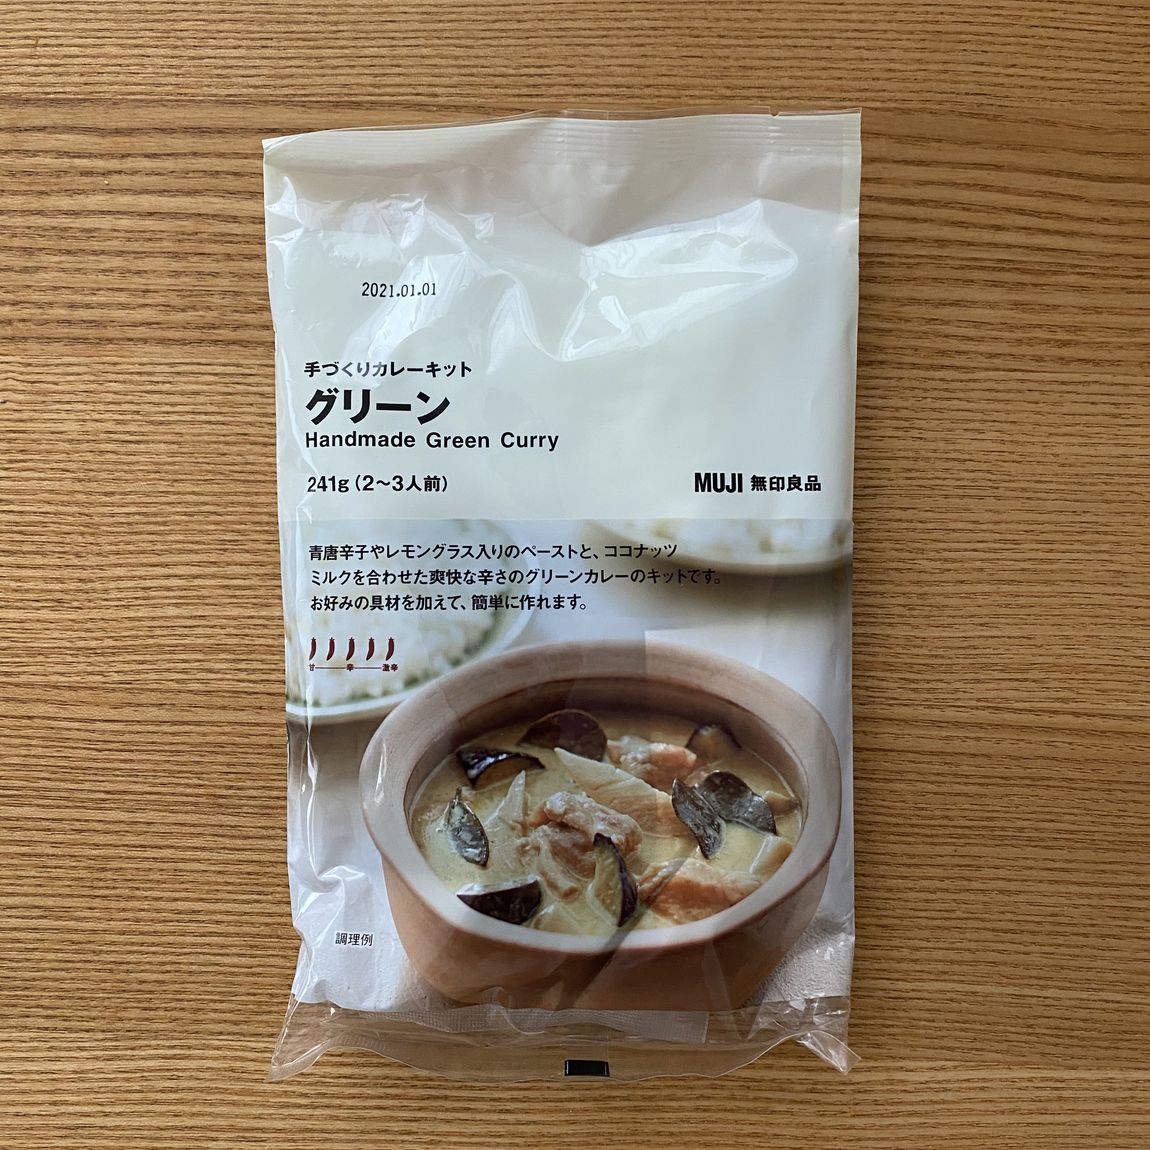 2021.01.01
手づくりカレーキット
グリーン
Handmade Green Curry
241g（2〜3人前）
MUJI 無印良品
青唐辛子やレモングラス入りのペーストと、ココナッツ
ミルクを合わせた爽快な辛さのグリーンカレーのキットです。
お好みの具材を加えて、簡単に作れます。
甘 辛 激辛
調理例